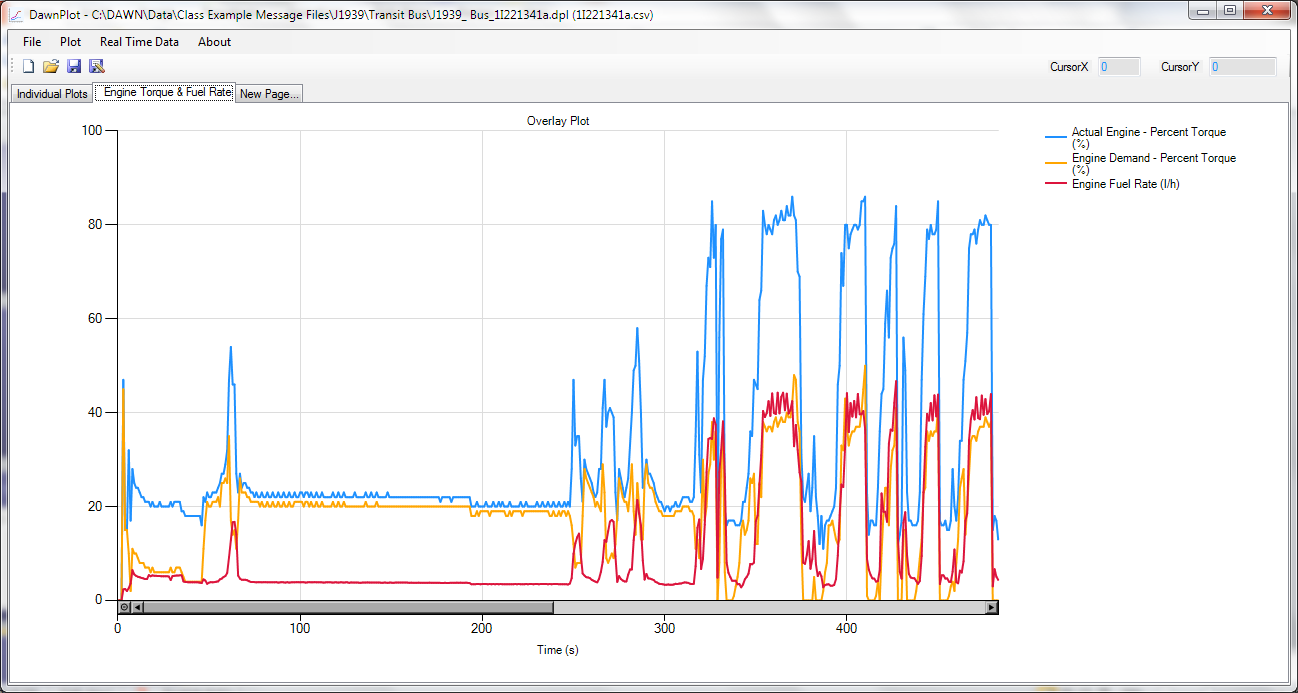 DawnPlot - C:\DAWN\Data\Class Example Message Files\J1939\Transit Bus\J1939_ Bus_1I221341a.dpl (1I221341a.csv)
File Plot Real Time Data About
CursorX 0 CursorY 0
Individual Plots Engine Torque & Fuel Rate New Page...
Overlay Plot
100
80
60
40
20
0
0 100 200 300 400
Time (s)
Actual Engine - Percent Torque
(%)
Engine Demand - Percent Torque
(%)
Engine Fuel Rate (l/h)